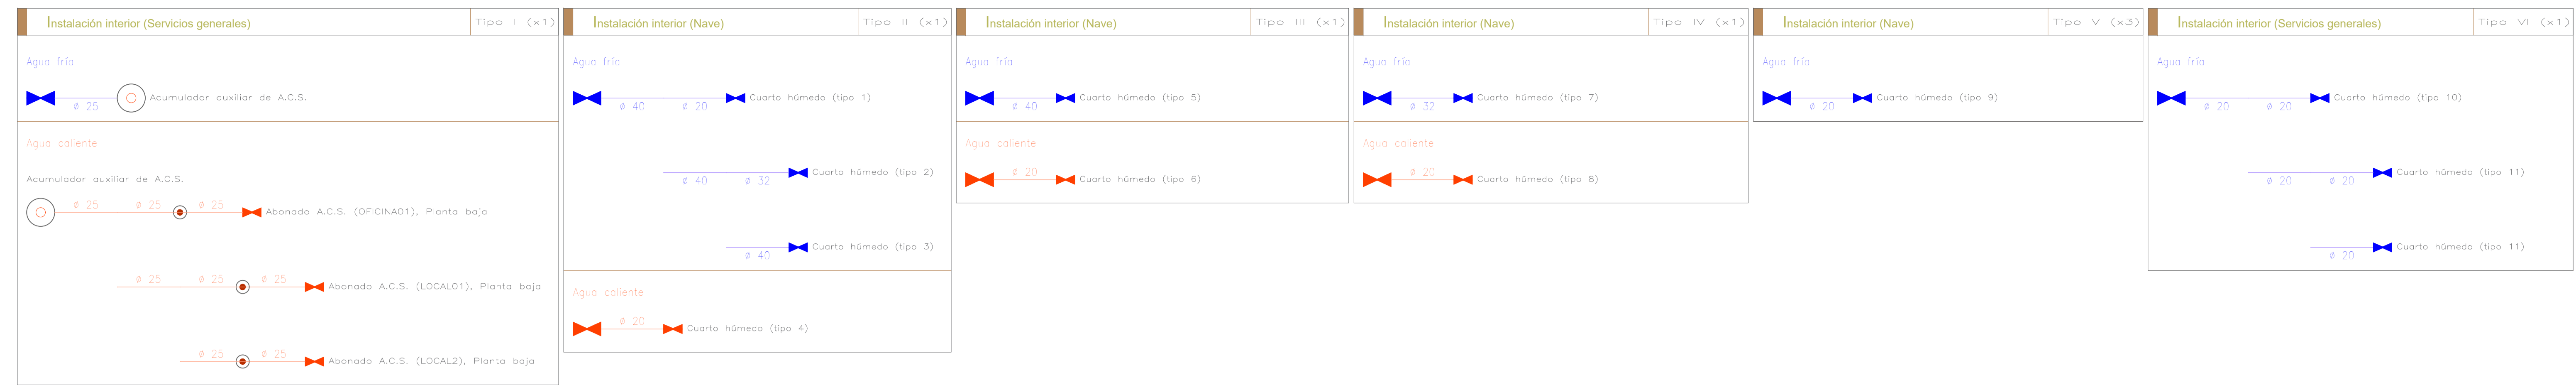 Instalación interior (Servicios generales)
Tipo I (x1)
Agua fría
ø 25
Acumulador auxiliar de A.C.S.
Agua caliente
Acumulador auxiliar de A.C.S.
ø 25 ø 25 ø 25
Abonado A.C.S. (OFICINA01), Planta baja
ø 25 ø 25 ø 25
Abonado A.C.S. (LOCAL01), Planta baja
ø 25 ø 25
Abonado A.C.S. (LOCAL2), Planta baja
Instalación interior (Nave)
Tipo II (x1)
Agua fría
ø 40 ø 20
Cuarto húmedo (tipo 1)
ø 40 ø 32
Cuarto húmedo (tipo 2)
ø 40
Cuarto húmedo (tipo 3)
Agua caliente
ø 20
Cuarto húmedo (tipo 4)
Instalación interior (Nave)
Tipo III (x1)
Agua fría
ø 40
Cuarto húmedo (tipo 5)
Agua caliente
ø 20
Cuarto húmedo (tipo 6)
Instalación interior (Nave)
Tipo IV (x1)
Agua fría
ø 32
Cuarto húmedo (tipo 7)
Agua caliente
ø 20
Cuarto húmedo (tipo 8)
Instalación interior (Nave)
Tipo V (x3)
Agua fría
ø 20
Cuarto húmedo (tipo 9)
Instalación interior (Servicios generales)
Tipo VI (x1)
Agua fría
ø 20 ø 20
Cuarto húmedo (tipo 10)
ø 20 ø 20
Cuarto húmedo (tipo 11)
ø 20
Cuarto húmedo (tipo 11)